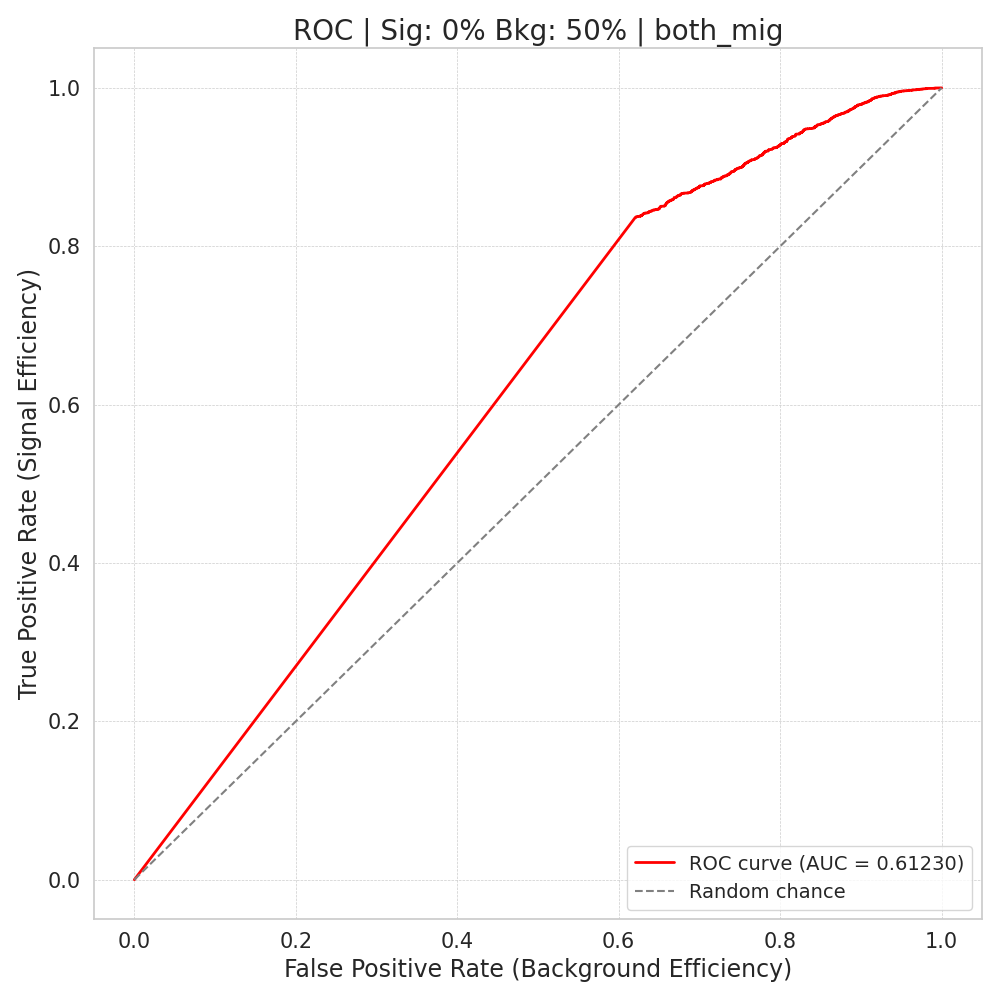 ROC | Sig: 0% Bkg: 50% | both_mig
True Positive Rate (Signal Efficiency)
1.0
0.8
0.6
0.4
0.2
0.0
ROC curve (AUC = 0.61230)
Random chance
0.0 0.2 0.4 0.6 0.8 1.0
False Positive Rate (Background Efficiency)